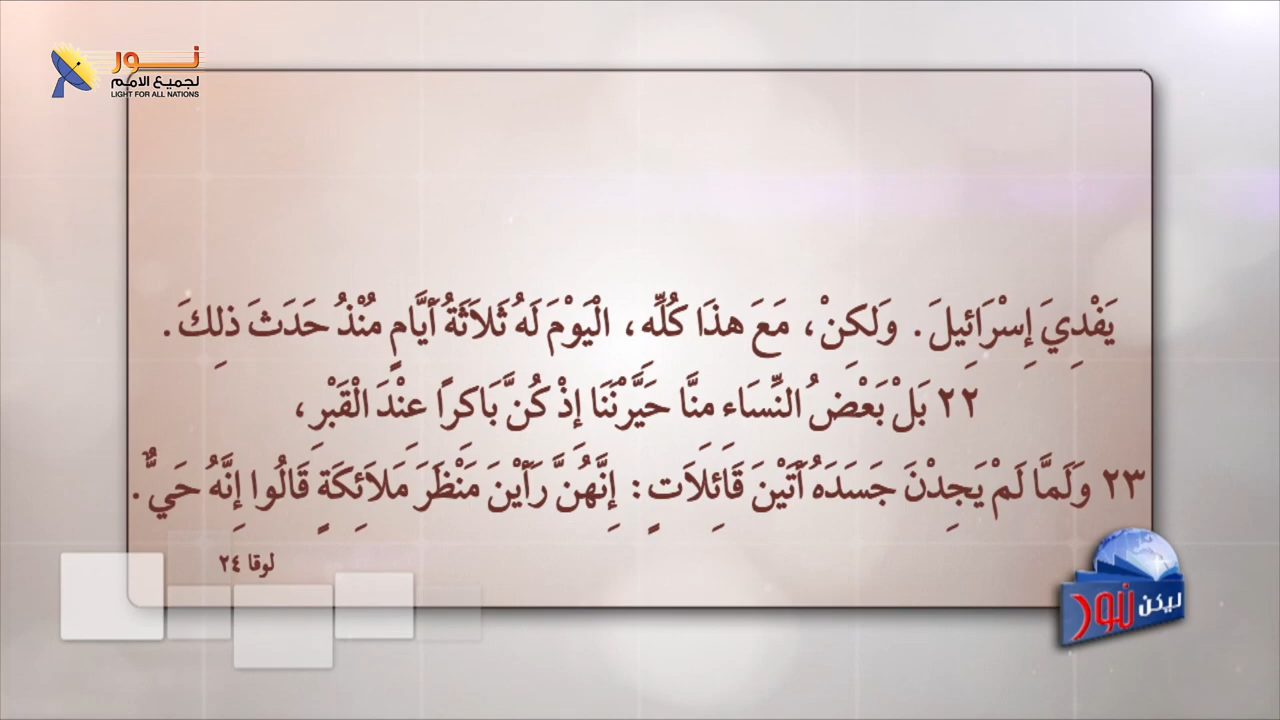 نور
لجميع الامم
LIGHT FOR ALL NATIONS
يَفْدِيَ إِسْرَائِيلَ. وَلكِنْ، مَعَ هذَا كُلِّهِ، الْيَوْمَ لَهُ ثَلاَثَةُ أَيَّامٍ مُنْذُ حَدَثَ ذلِكَ.
٢٢ بَلْ بَعْضُ النِّسَاءِ مِنَّا حَيَّرْنَنَا إِذْ كُنَّ بَاكِرًا عِنْدَ الْقَبْرِ،
٢٣ وَلَمَّا لَمْ يَجِدْنَ جَسَدَهُ أَتَيْنَ قَائِلاَتٍ: إِنَّهُنَّ رَأَيْنَ مَنْظَرَ مَلاَئِكَةٍ قَالُوا إِنَّهُ حَيٌّ.
لوقا ٢٤
ليكن نور